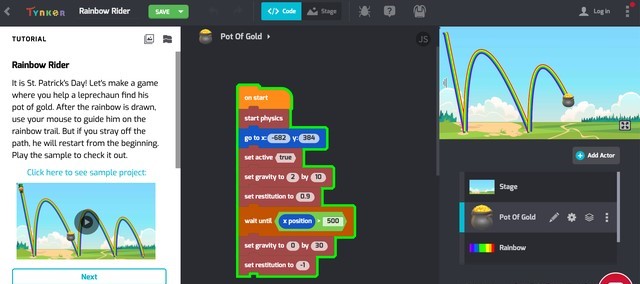 Tynker
Rainbow Rider
SAVE
Code
Stage
Log in
TUTORIAL
Rainbow Rider
It is St. Patrick's Day! Let's make a game
where you help a leprechaun find his
pot of gold. After the rainbow is drawn,
use your mouse to guide him on the
rainbow trail. But if you stray off the
path, he will restart from the beginning.
Play the sample to check it out.
Click here to see sample project:
Next
Pot Of Gold
JS
on start
start physics
go to x: -682 y: 384
set active true
set gravity to 2 by 10
set restitution to 0.9
wait until x position > 500
set gravity to 0 by 30
set restitution to -1
Add Actor
Stage
Pot Of Gold
Rainbow